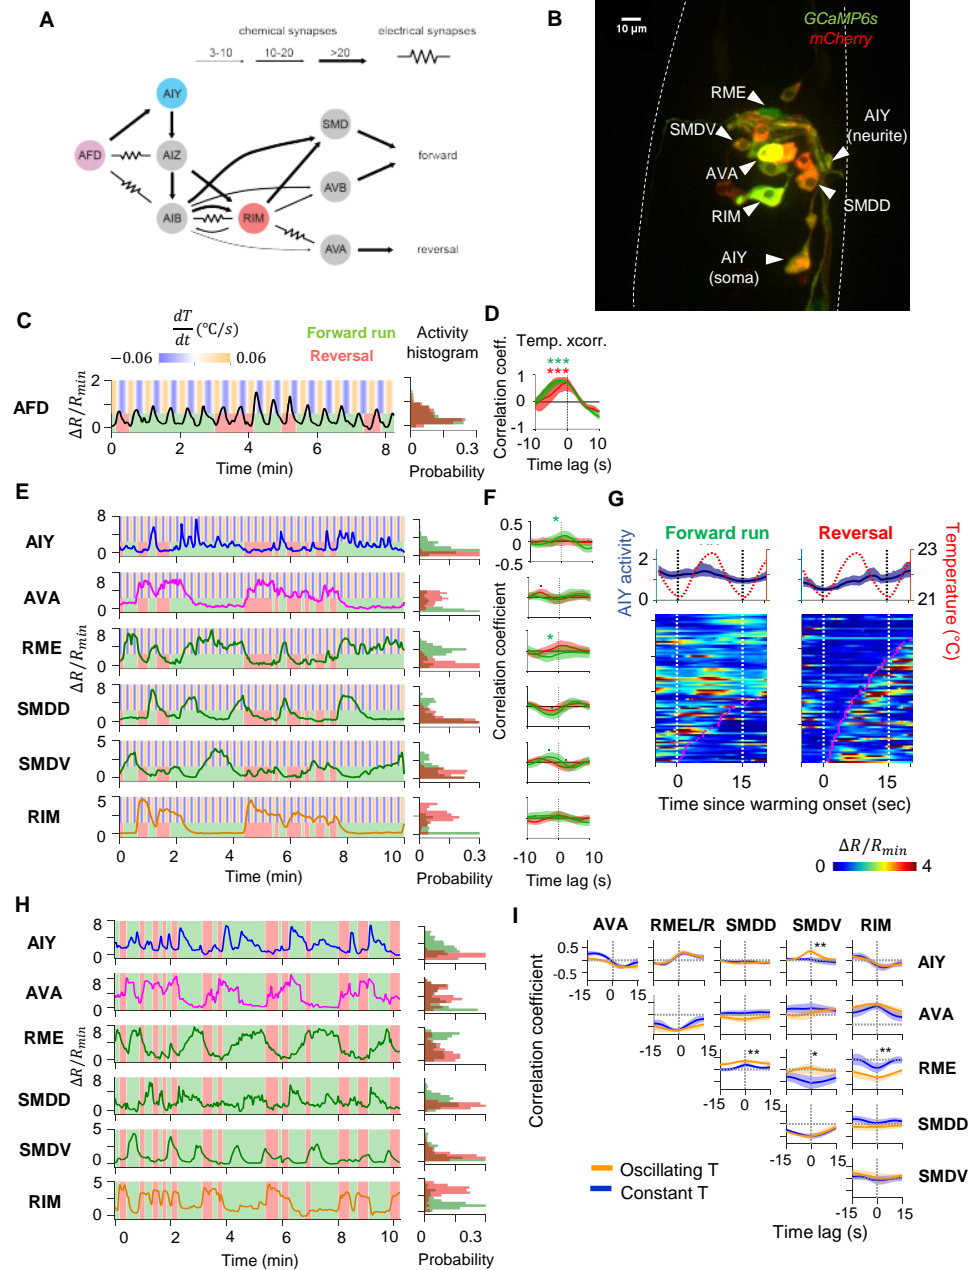 A
chemical synapses
electrical synapses
3-10
10-20
>20
AIY
AFD
AIZ
AIB
RIM
SMD
AVB
AVA
forward
reversal
B
10 µm
GCaMP6s
mCherry
RME
SMDV
AVA
RIM
AIY
(soma)
AIY
(neurite)
SMDD
C
dT
dt
(°C/s)
−0.06
0.06
Forward run
Reversal
Activity
histogram
AFD
ΔR/Rmin
2
0
0
2
4
6
8
Time (min)
0
0.3
Probability
D
Temp. xcorr.
***
***
Correlation coeff.
1
0
-1
-10
0
10
Time lag (s)
E
AIY
8
0
AVA
8
0
RME
8
0
SMDD
8
0
SMDV
5
0
RIM
5
0
ΔR/Rmin
0
2
4
6
8
10
Time (min)
0
0.3
Probability
F
Correlation coefficient
0.5
0
-0.5
*
*
-10
0
10
Time lag (s)
G
Forward run
Reversal
AIY activity
2
0
23
21
Temperature (°C)
0
15
0
15
Time since warming onset (sec)
ΔR/Rmin
0
4
H
AIY
8
0
AVA
8
0
RME
8
0
SMDD
8
0
SMDV
5
0
RIM
5
0
ΔR/Rmin
0
2
4
6
8
10
Time (min)
0
0.3
Probability
I
AVA
RMEL/R
SMDD
SMDV
RIM
0.5
0
-0.5
-15
15
**
AIY
-15
0
15
AVA
-15
0
15
**
*
**
RME
-15
0
15
SMDD
-15
0
15
SMDV
Correlation coefficient
Oscillating T
Constant T
Time lag (s)